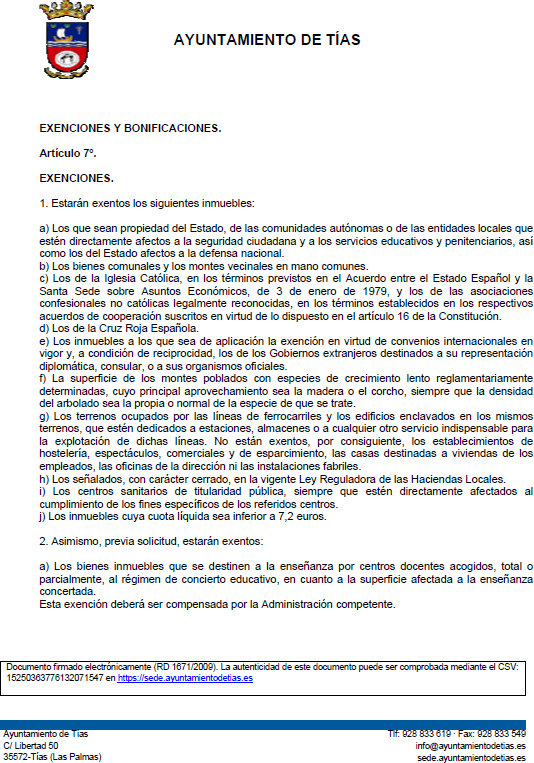 AYUNTAMIENTO DE TÍAS
EXENCIONES Y BONIFICACIONES.
Artículo 7º.
EXENCIONES.
1. Estarán exentos los siguientes inmuebles:
a) Los que sean propiedad del Estado, de las comunidades autónomas o de las entidades locales que
estén directamente afectos a la seguridad ciudadana y a los servicios educativos y penitenciarios, así
como los del Estado afectos a la defensa nacional.
b) Los bienes comunales y los montes vecinales en mano comunes.
c) Los de la Iglesia Católica, en los términos previstos en el Acuerdo entre el Estado Español y la
Santa Sede sobre Asuntos Económicos, de 3 de enero de 1979, y los de las asociaciones
confesionales no católicas legalmente reconocidas, en los términos establecidos en los respectivos
acuerdos de cooperación suscritos en virtud de lo dispuesto en el artículo 16 de la Constitución.
d) Los de la Cruz Roja Española.
e) Los inmuebles a los que sea de aplicación la exención en virtud de convenios internacionales en
vigor y, a condición de reciprocidad, los de los Gobiernos extranjeros destinados a su representación
diplomática, consular, o a sus organismos oficiales.
f) La superficie de los montes poblados con especies de crecimiento lento reglamentariamente
determinadas, cuyo principal aprovechamiento sea la madera o el corcho, siempre que la densidad
del arbolado sea la propia o normal de la especie de que se trate.
g) Los terrenos ocupados por las líneas de ferrocarriles y los edificios enclavados en los mismos
terrenos, que estén dedicados a estaciones, almacenes o a cualquier otro servicio indispensable para
la explotación de dichas líneas. No están exentos, por consiguiente, los establecimientos de
hostelería, espectáculos, comerciales y de esparcimiento, las casas destinadas a viviendas de los
empleados, las oficinas de la dirección ni las instalaciones fabriles.
h) Los señalados, con carácter cerrado, en la vigente Ley Reguladora de las Haciendas Locales.
i) Los centros sanitarios de titularidad pública, siempre que estén directamente afectados al
cumplimiento de los fines específicos de los referidos centros.
j) Los inmuebles cuya cuota líquida sea inferior a 7,2 euros.
2. Asimismo, previa solicitud, estarán exentos:
a) Los bienes inmuebles que se destinen a la enseñanza por centros docentes acogidos, total o
parcialmente, al régimen de concierto educativo, en cuanto a la superficie afectada a la enseñanza
concertada.
Esta exención deberá ser compensada por la Administración competente.
Documento firmado electrónicamente (RD 1671/2009). La autenticidad de este documento puede ser comprobada mediante el CSV:
15250363776132071547 en https://sede.ayuntamientodetias.es
Ayuntamiento de Tías
C/ Libertad 50
35572-Tías (Las Palmas)
Tlf: 928 833 619 · Fax: 928 833 549
info@ayuntamientodetias.es
sede.ayuntamientodetias.es